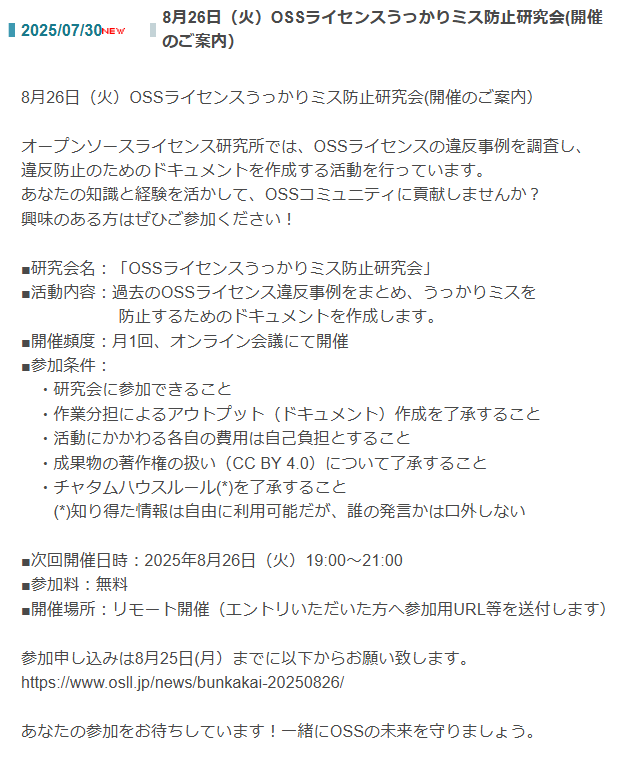 2025/07/30 NEW
8月26日（火）OSSライセンスうっかりミス防止研究会(開催
のご案内）
8月26日（火）OSSライセンスうっかりミス防止研究会(開催のご案内）
オープンソースライセンス研究所では、OSSライセンスの違反事例を調査し、
違反防止のためのドキュメントを作成する活動を行っています。
あなたの知識と経験を活かして、OSSコミュニティに貢献しませんか？
興味のある方はぜひご参加ください！
■研究会名：「OSSライセンスうっかりミス防止研究会」
■活動内容：過去のOSSライセンス違反事例をまとめ、うっかりミスを
防止するためのドキュメントを作成します。
■開催頻度：月1回、オンライン会議にて開催
■参加条件：
・研究会に参加できること
・作業分担によるアウトプット（ドキュメント）作成を了承すること
・活動にかかわる各自の費用は自己負担とすること
・成果物の著作権の扱い（CC BY 4.0）について了承すること
・チャタムハウスルール(*)を了承すること
(*)知り得た情報は自由に利用可能だが、誰の発言かは口外しない
■次回開催日時：2025年8月26日（火）19:00～21:00
■参加料：無料
■開催場所：リモート開催（エントリいただいた方へ参加用URL等を送付します）
参加申し込みは8月25日(月）までに以下からお願い致します。
https://www.osll.jp/news/bunkakai-20250826/
あなたの参加をお待ちしています！一緒にOSSの未来を守りましょう。